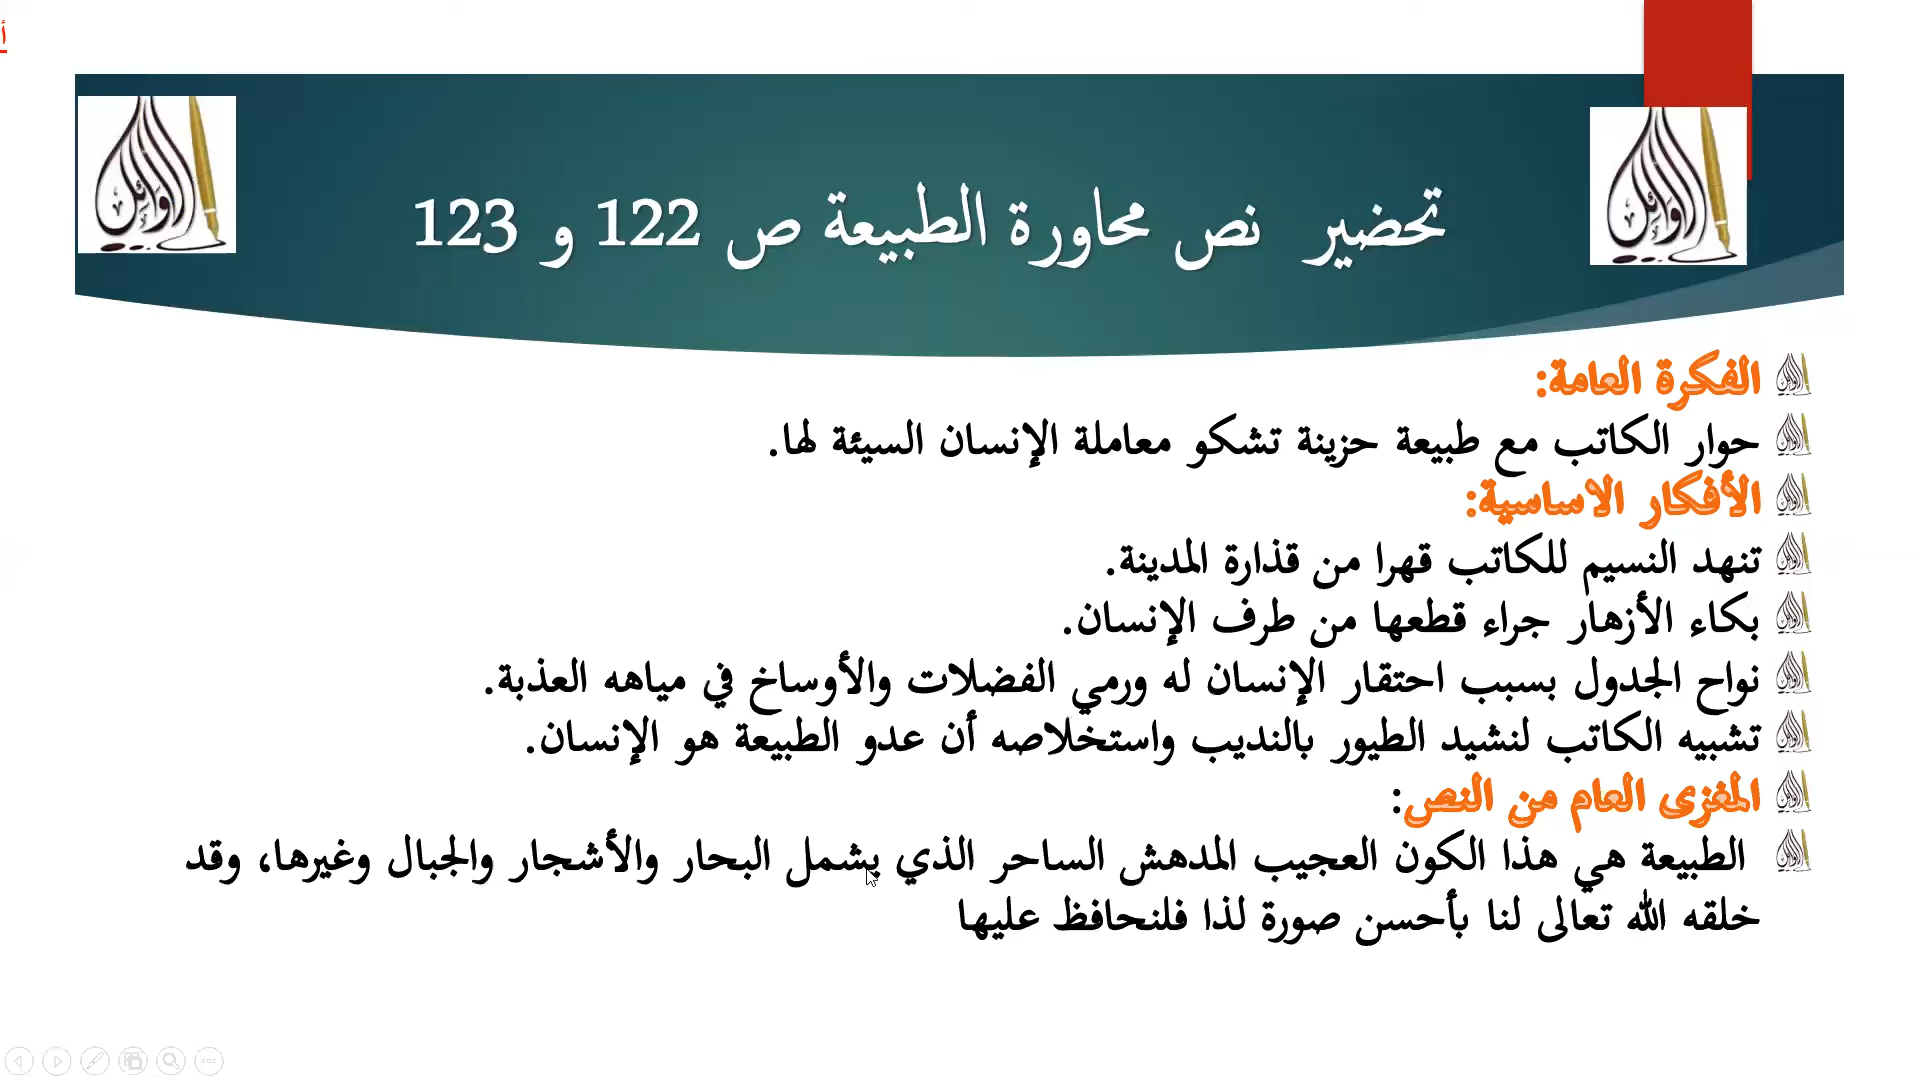 أ
تحضير نص محاورة الطبيعة ص 122 و 123
الأوائل
الأوائل
الفكرة العامة:
حوار الكاتب مع طبيعة حزينة تشكو معاملة الإنسان السيئة لها.
الأفكار الاساسية:
تنهد النسيم للكاتب قهرا من قذارة المدينة.
بكاء الأزهار جراء قطعها من طرف الإنسان.
نواح الجدول بسبب احتقار الإنسان له ورمي الفضلات والأوساخ في مياهه العذبة.
تشبيه الكاتب لنشيد الطيور بالنديب واستخلاصه أن عدو الطبيعة هو الإنسان.
المغزى العام من النص:
الطبيعة هي هذا الكون العجيب المدهش الساحر الذي يشمل البحار والأشجار والجبال وغيرها، وقد
خلقه الله تعالى لنا بأحسن صورة لذا فلنحافظ عليها